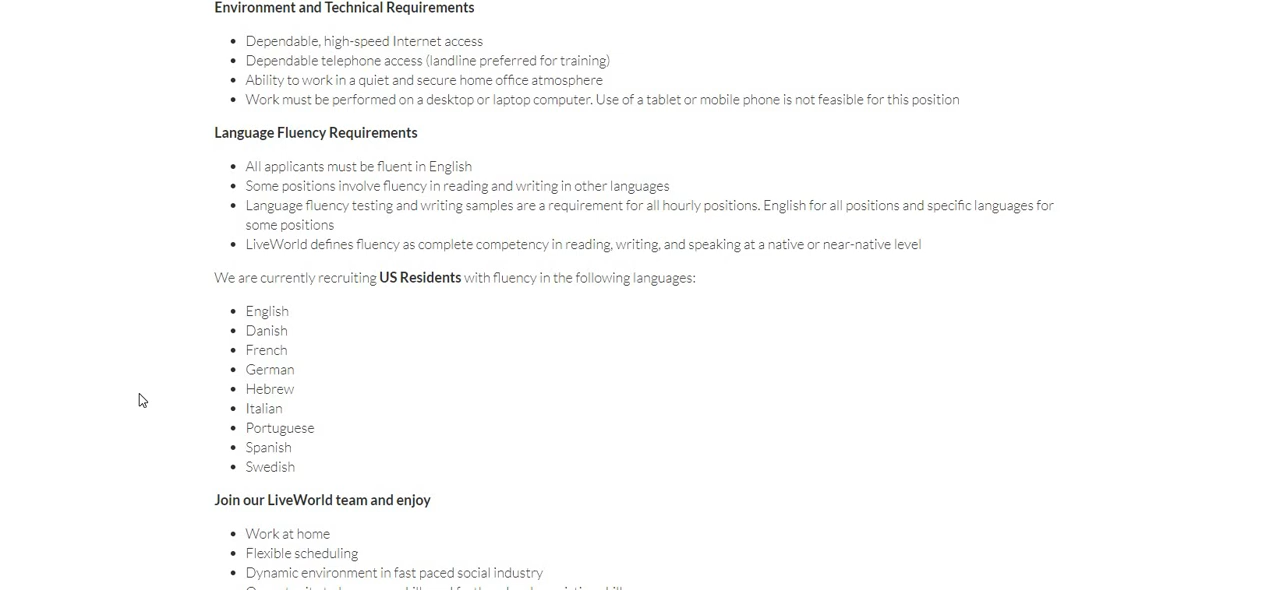 Environment and Technical Requirements
• Dependable, high-speed Internet access
• Dependable telephone access (landline preferred for training)
• Ability to work in a quiet and secure home office atmosphere
• Work must be performed on a desktop or laptop computer. Use of a tablet or mobile phone is not feasible for this position
Language Fluency Requirements
• All applicants must be fluent in English
• Some positions involve fluency in reading and writing in other languages
• Language fluency testing and writing samples are a requirement for all hourly positions. English for all positions and specific languages for
some positions
• LiveWorld defines fluency as complete competency in reading, writing, and speaking at a native or near-native level
We are currently recruiting US Residents with fluency in the following languages:
• English
• Danish
• French
• German
• Hebrew
• Italian
• Portuguese
• Spanish
• Swedish
Join our LiveWorld team and enjoy
• Work at home
• Flexible scheduling
• Dynamic environment in fast paced social industry